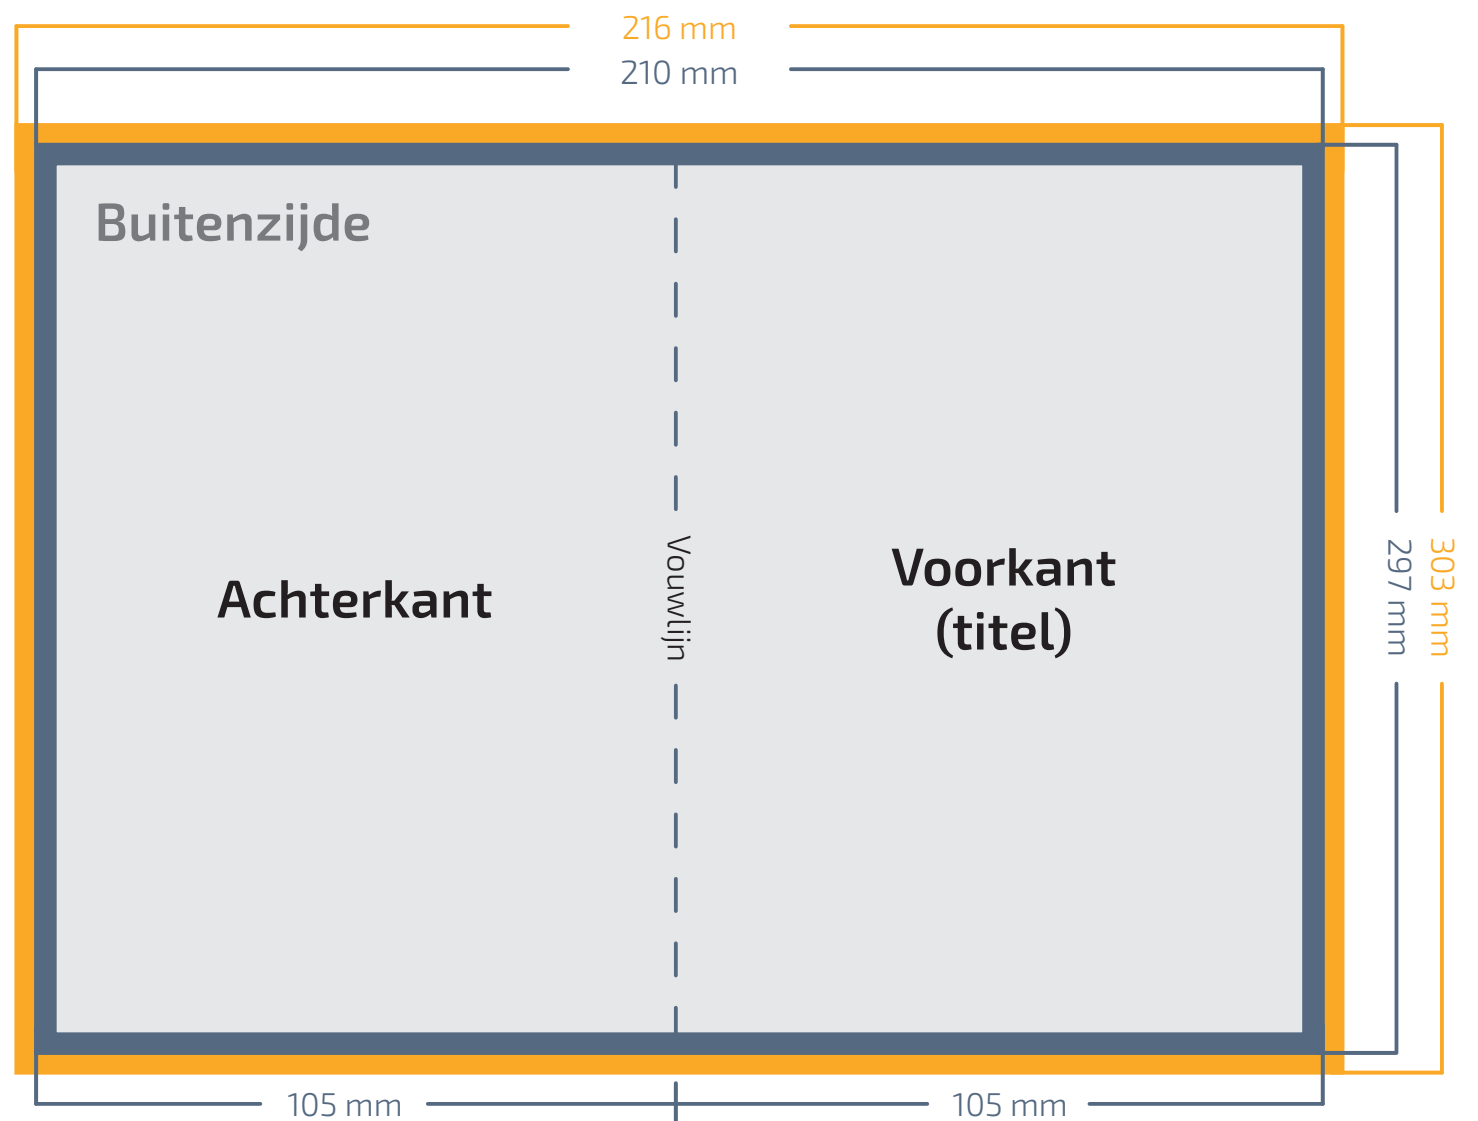 216 mm
210 mm
Buitenzijde
Achterkant
Vouwlijn
Voorkant
(titel)
297 mm
303 mm
105 mm
105 mm